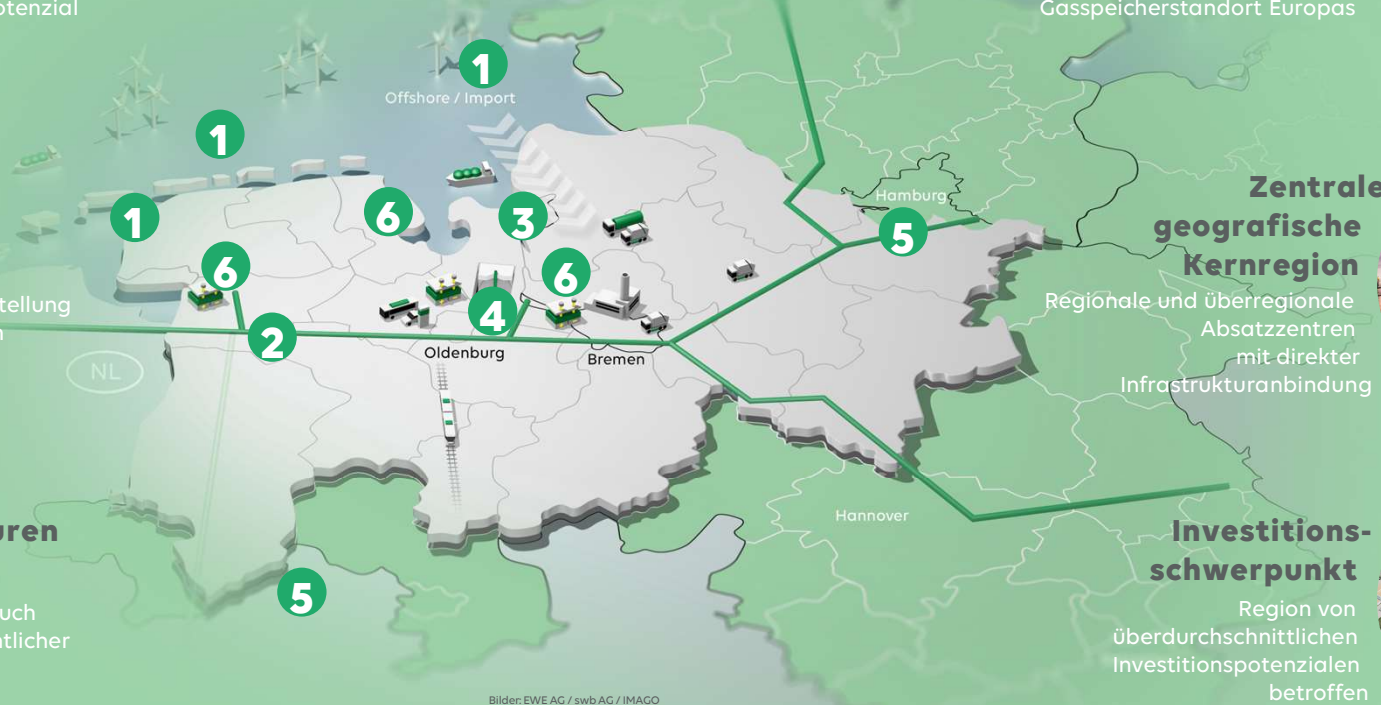 otenzial
Gasspeicherstandort Europas
1
Offshore / Import
1
1
6
3
Hamburg
5
6
6
4
2
Oldenburg
Bremen
NL
tellung
n
Zentrale
geografische
Kernregion
Regionale und überregionale
Absatzzentren
mit direkter
Infrastrukturanbindung
Hannover
uren
uch
ntlicher
5
Investitions-
schwerpunkt
Region von
überdurchschnittlichen
Investitionspotenzialen
betroffen
Bilder: EWE AG / swb AG / IMAGO